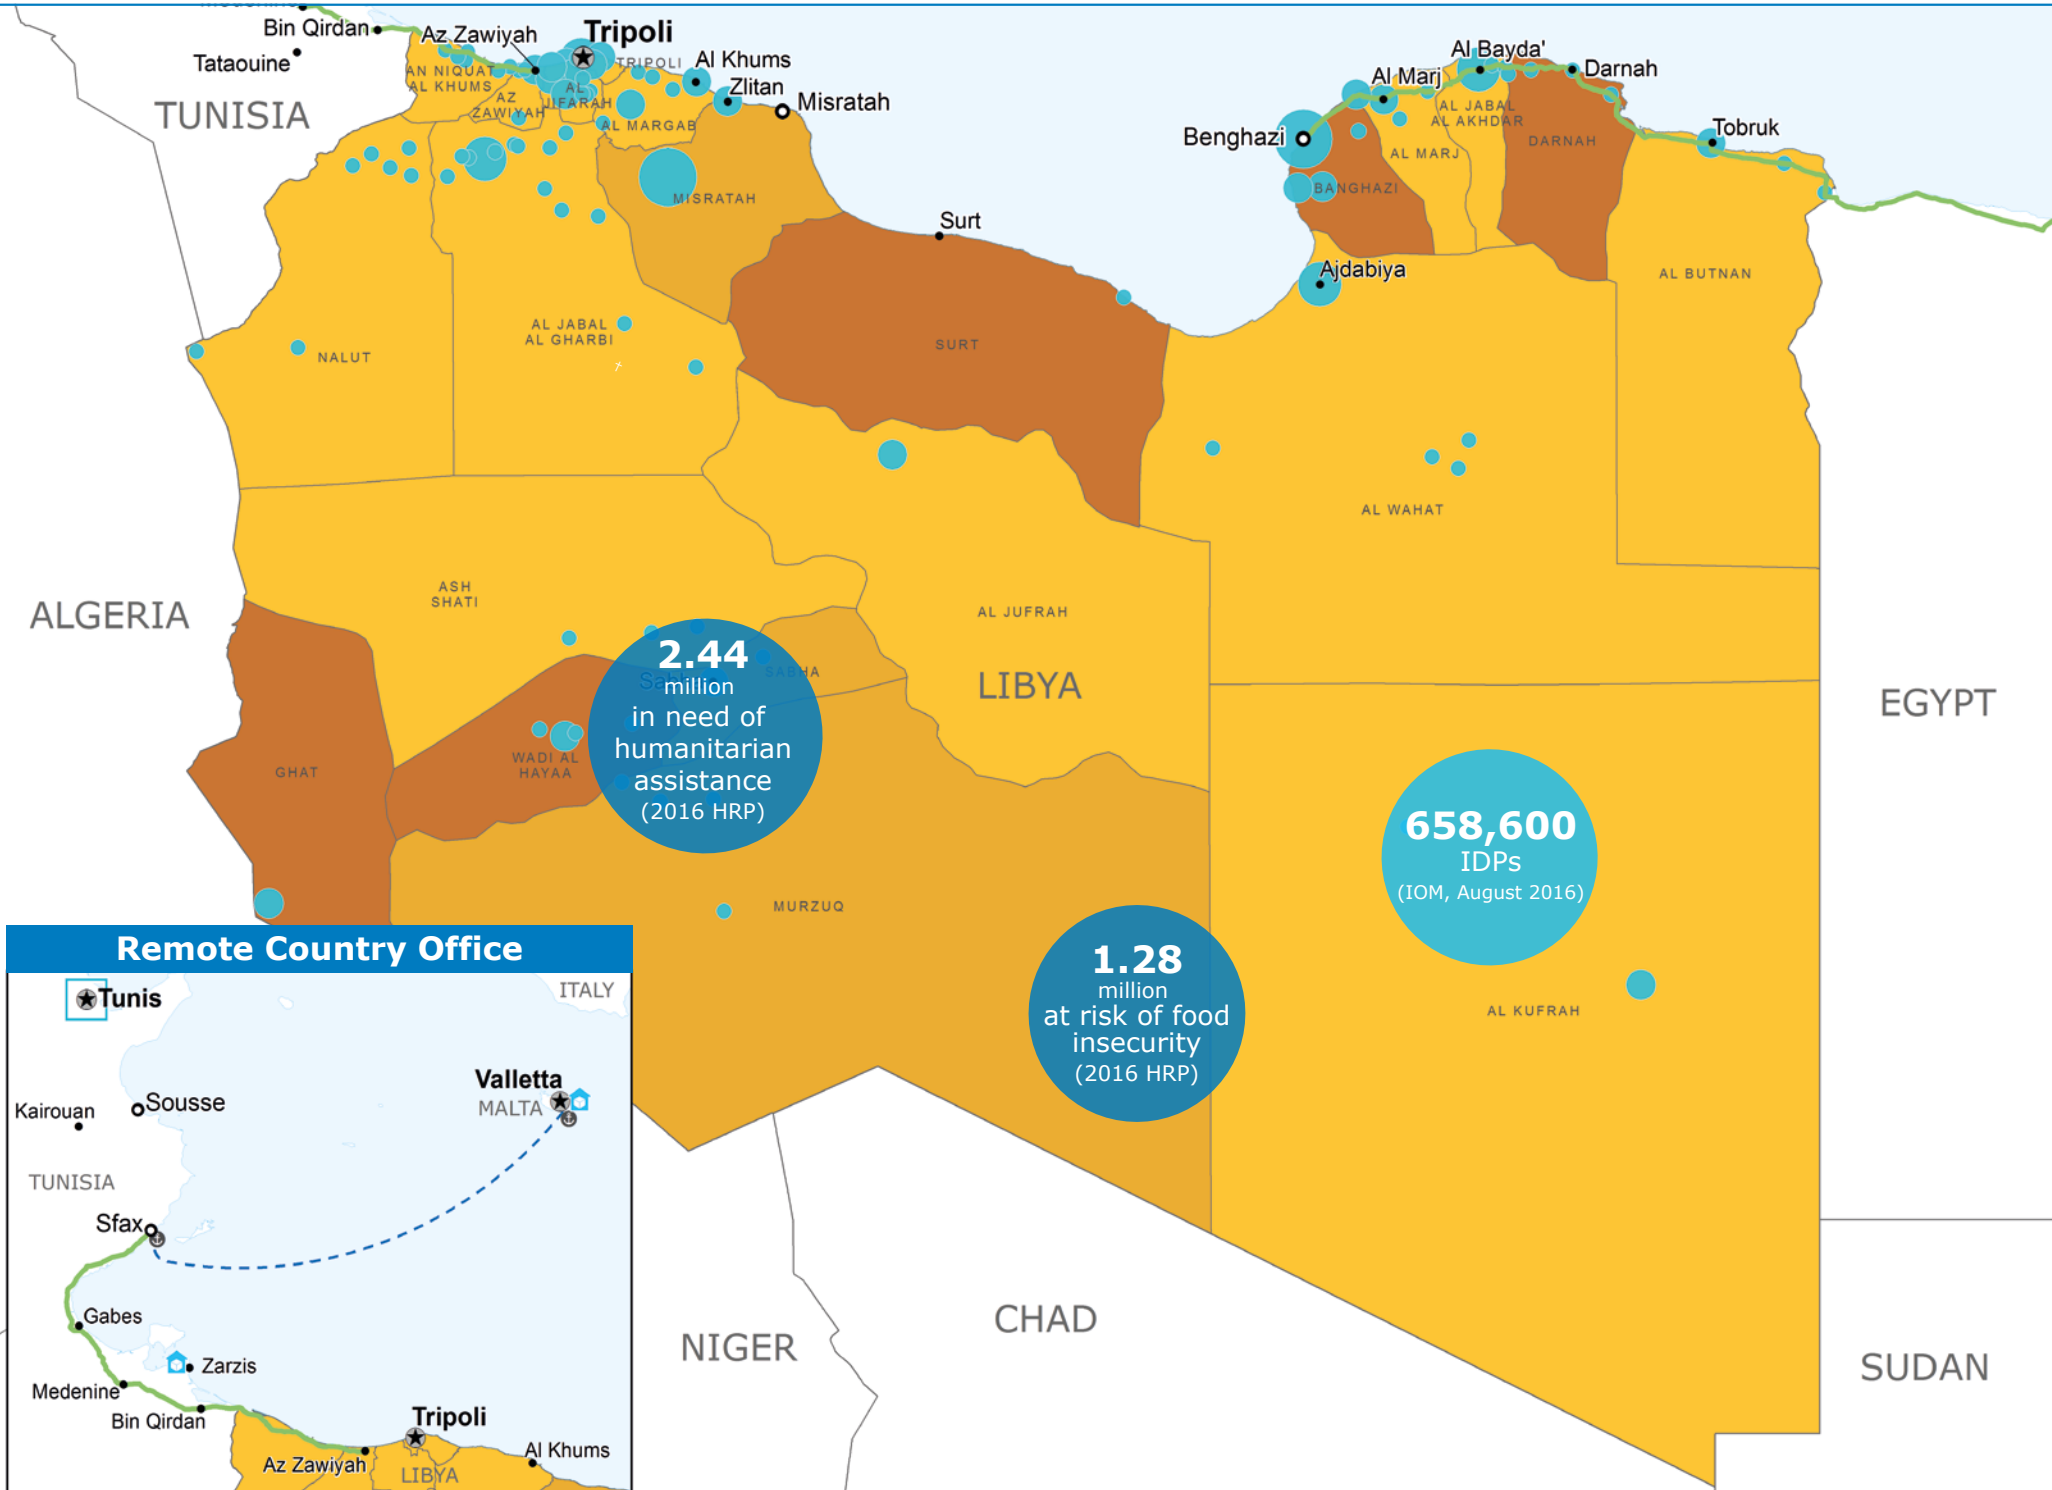 Bin Qirdan
Tataouine
TUNISIA
Az Zawiyah
Tripoli
TRIPOLI
AN NIQUAT
AL KHUMS
AZ
ZAWIYAH
AL
JIFARAH
Al Khums
Zlitan
Misratah
AL MARGAB
MISRATAH
Surt
Benghazi
BANGHAZI
Al Marj
AL MARJ
Al Bayda'
AL JABAL
AL AKHDAR
Darnah
DARNAH
Tobruk
AL BUTNAN
Ajdabiya
NALUT
AL JABAL
AL GHARBI
SURT
AL WAHAT
ALGERIA
ASH
SHATI
AL JUFRAH
LIBYA
EGYPT
SABHA
2.44
million
in need of
humanitarian
assistance
(2016 HRP)
GHAT
WADI AL
HAYAA
MURZUQ
658,600
IDPs
(IOM, August 2016)
1.28
million
at risk of food
insecurity
(2016 HRP)
AL KUFRAH
NIGER
CHAD
SUDAN
Remote Country Office
Tunis
ITALY
Valletta
MALTA
Kairouan
Sousse
TUNISIA
Sfax
Gabes
Zarzis
Medenine
Bin Qirdan
Tripoli
Az Zawiyah
LIBYA
Al Khums